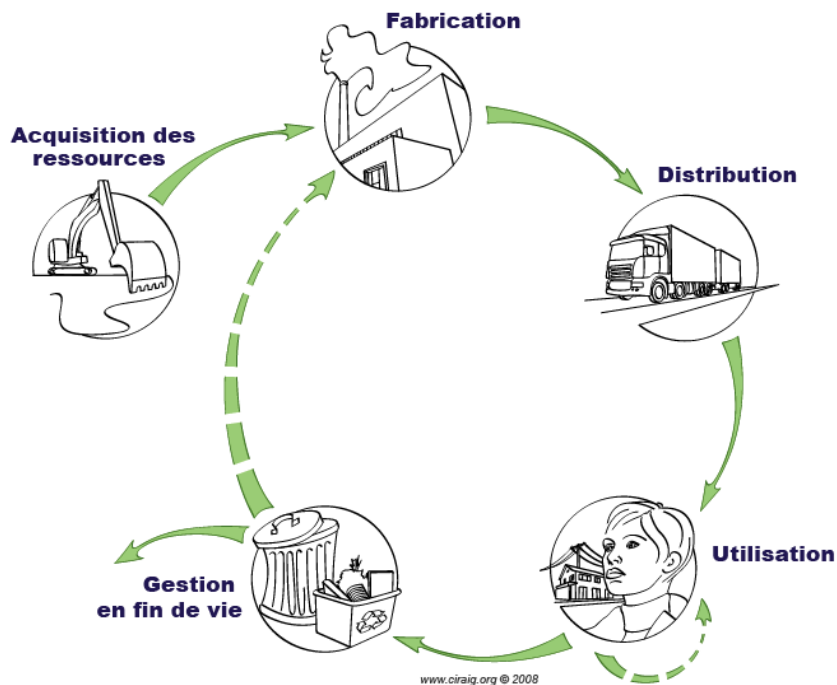 Fabrication
Acquisition des
ressources
Distribution
Utilisation
Gestion
en fin de vie
www.ciraig.org © 2008